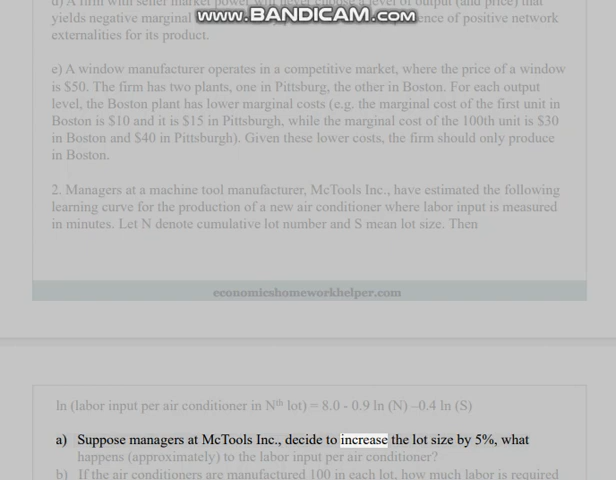 d) A firm with seller market power will never choose a level of output (and price) that
www.BANDICAM.com
yields negative marginal ence of positive network
externalities for its product.
e) A window manufacturer operates in a competitive market, where the price of a window
is $50. The firm has two plants, one in Pittsburg, the other in Boston. For each output
level, the Boston plant has lower marginal costs (e.g. the marginal cost of the first unit in
Boston is $10 and it is $15 in Pittsburgh, while the marginal cost of the 100th unit is $30
in Boston and $40 in Pittsburgh). Given these lower costs, the firm should only produce
in Boston.
2. Managers at a machine tool manufacturer, McTools Inc., have estimated the following
learning curve for the production of a new air conditioner where labor input is measured
in minutes. Let N denote cumulative lot number and S mean lot size. Then
economicshomeworkhelper.com
ln (labor input per air conditioner in Nth lot) = 8.0 - 0.9 ln (N) –0.4 ln (S)
a) Suppose managers at McTools Inc., decide to increase the lot size by 5%, what
happens (approximately) to the labor input per air conditioner?
b) If the air conditioners are manufactured 100 in each lot, how much labor is required